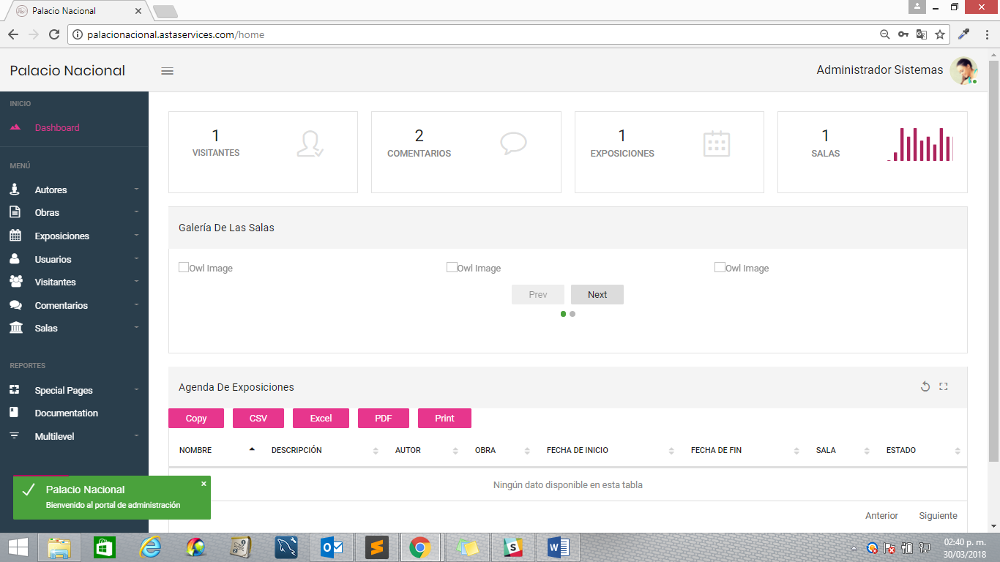 Palacio Nacional
palacionacional.astaservices.com/home
Palacio Nacional
Administrador Sistemas
INICIO
Dashboard
MENÚ
Autores
Obras
Exposiciones
Usuarios
Visitantes
Comentarios
Salas
REPORTES
Special Pages
Documentation
Multilevel
1
VISITANTES
2
COMENTARIOS
1
EXPOSICIONES
1
SALAS
Galería De Las Salas
Owl Image Owl Image Owl Image
Prev Next
Agenda De Exposiciones
Copy CSV Excel PDF Print
NOMBRE DESCRIPCIÓN AUTOR OBRA FECHA DE INICIO FECHA DE FIN SALA ESTADO
Ningún dato disponible en esta tabla
Anterior Siguiente
Palacio Nacional
Bienvenido al portal de administración
02:40 p. m.
30/03/2018